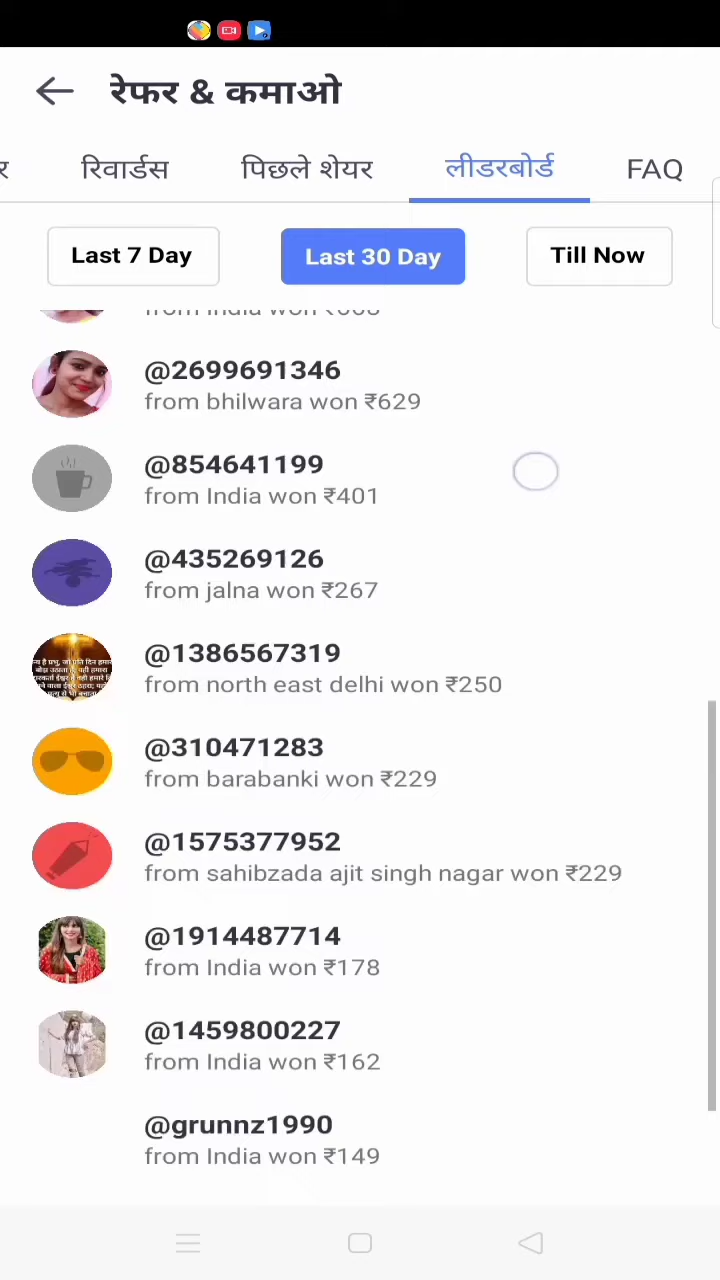 रेफर & कमाओ
र रिवार्डस पिछले शेयर लीडरबोर्ड FAQ
Last 7 Day Last 30 Day Till Now
@2699691346
from bhilwara won ₹629
@854641199
from India won ₹401
@435269126
from jalna won ₹267
@1386567319
from north east delhi won ₹250
@310471283
from barabanki won ₹229
@1575377952
from sahibzada ajit singh nagar won ₹229
@1914487714
from India won ₹178
@1459800227
from India won ₹162
@grunnz1990
from India won ₹149